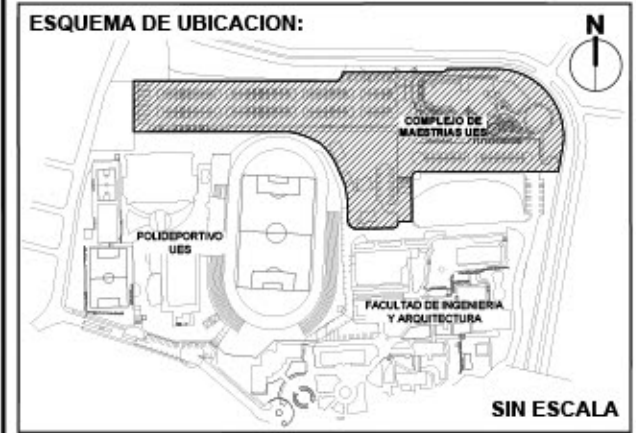 ESQUEMA DE UBICACION:
N
COMPLEJO DE
MAESTRIAS UES
POLIDEPORTIVO
UES
FACULTAD DE INGENIERIA
Y ARQUITECTURA
SIN ESCALA